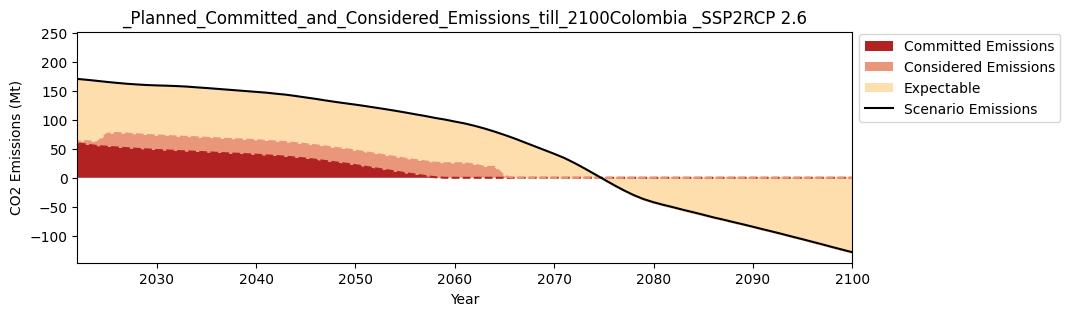 _Planned_Committed_and_Considered_Emissions_till_2100Colombia _SSP2RCP 2.6
250
200
150
100
50
0
−50
−100
CO2 Emissions (Mt)
2030 2040 2050 2060 2070 2080 2090 2100
Year
Committed Emissions
Considered Emissions
Expectable
Scenario Emissions